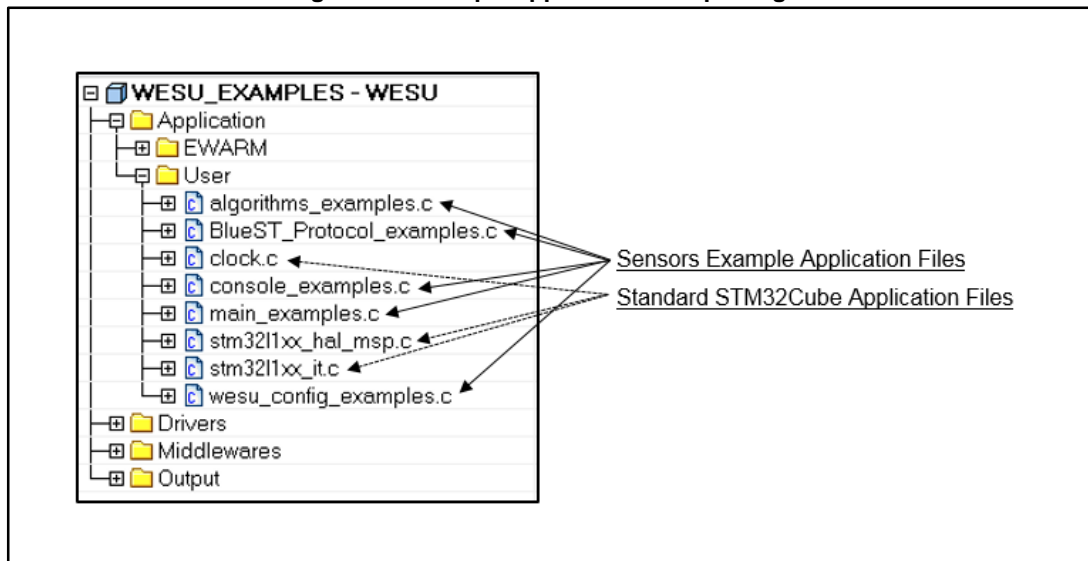 WESU_EXAMPLES - WESU
Application
EWARM
User
algorithms_examples.c
BlueST_Protocol_examples.c
clock.c
console_examples.c
main_examples.c
stm32l1xx_hal_msp.c
stm32l1xx_it.c
wesu_config_examples.c
Drivers
Middlewares
Output
Sensors Example Application Files
Standard STM32Cube Application Files